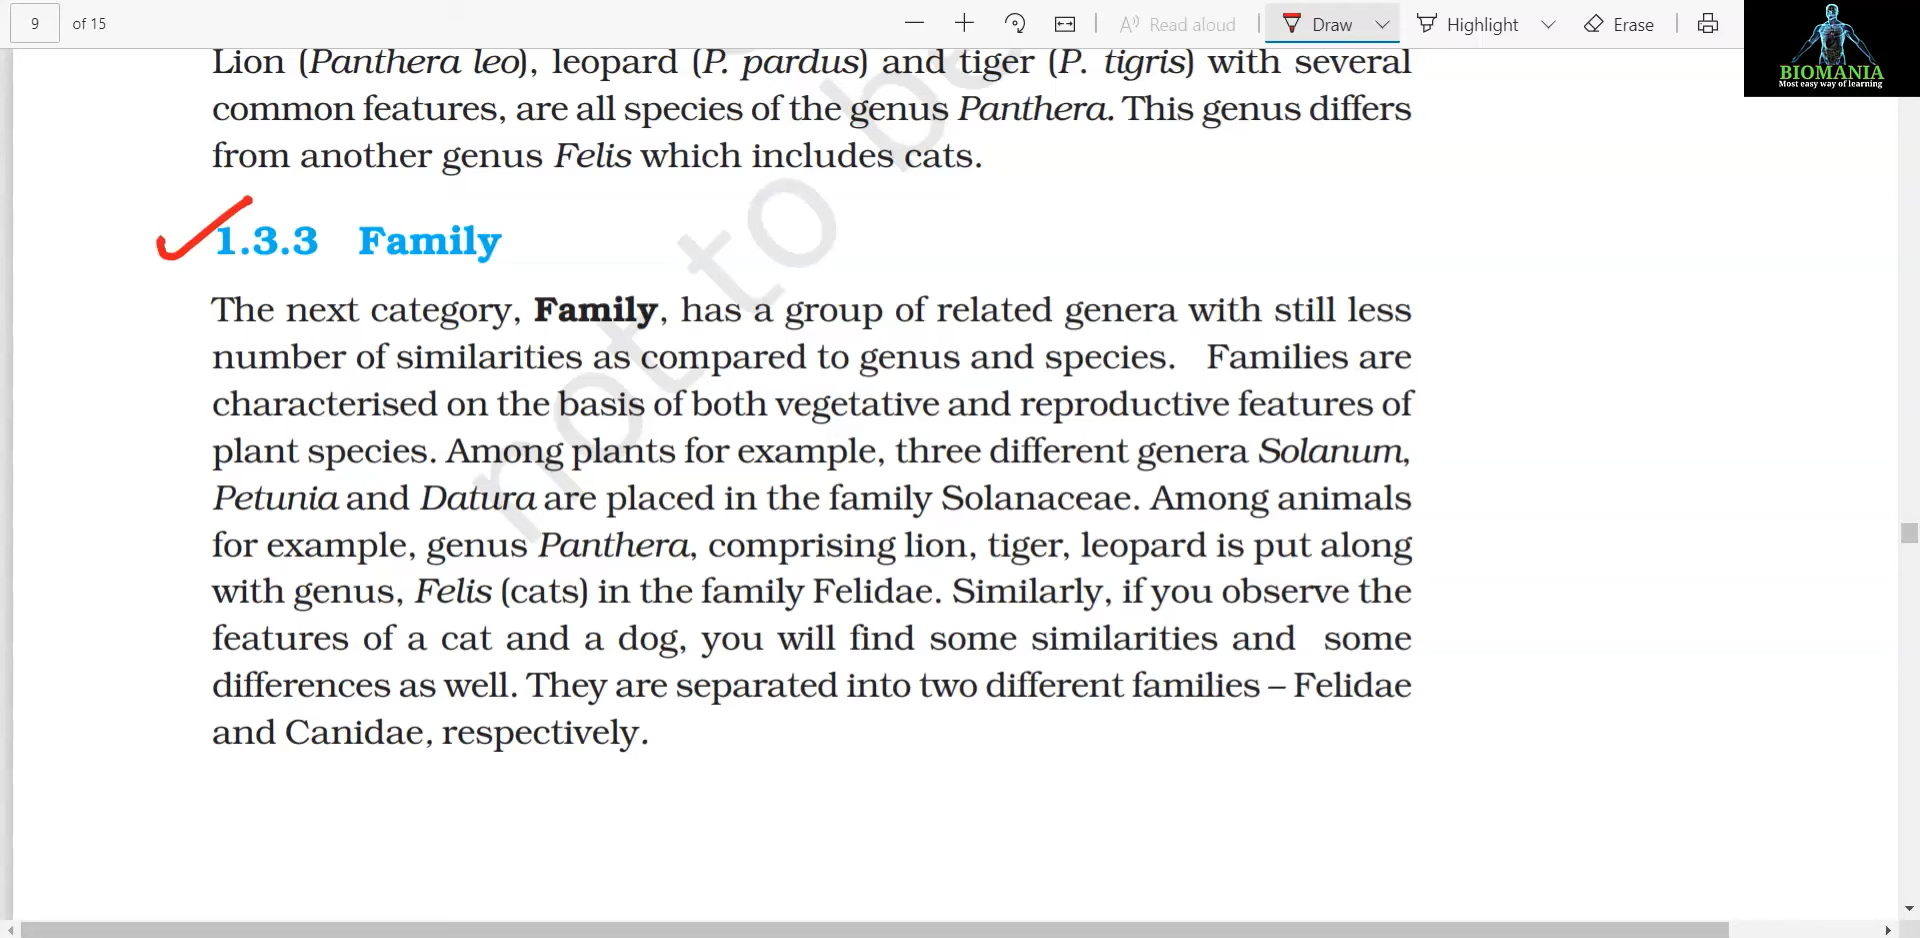 9 of 15 Read aloud Draw Highlight Erase
BIOMANIA
Most easy way of learning
Lion (Panthera leo), leopard (P. pardus) and tiger (P. tigris) with several
common features, are all species of the genus Panthera. This genus differs
from another genus Felis which includes cats.
1.3.3 Family
The next category, Family, has a group of related genera with still less
number of similarities as compared to genus and species. Families are
characterised on the basis of both vegetative and reproductive features of
plant species. Among plants for example, three different genera Solanum,
Petunia and Datura are placed in the family Solanaceae. Among animals
for example, genus Panthera, comprising lion, tiger, leopard is put along
with genus, Felis (cats) in the family Felidae. Similarly, if you observe the
features of a cat and a dog, you will find some similarities and some
differences as well. They are separated into two different families – Felidae
and Canidae, respectively.
not to be